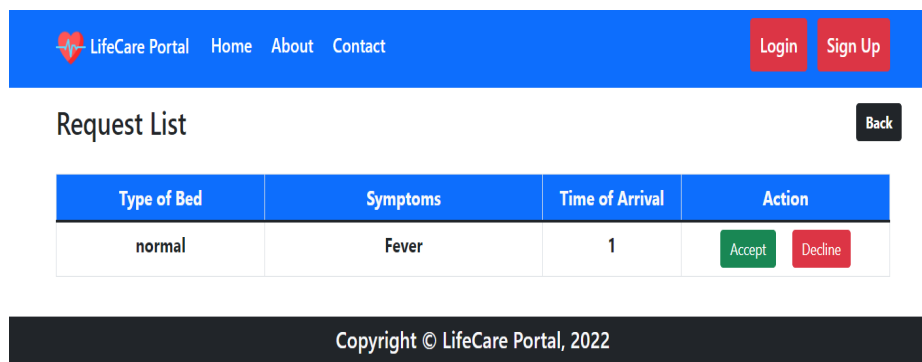 LifeCare Portal Home About Contact Login Sign Up
Request List Back
Type of Bed Symptoms Time of Arrival Action
normal Fever 1 Accept Decline
Copyright © LifeCare Portal, 2022